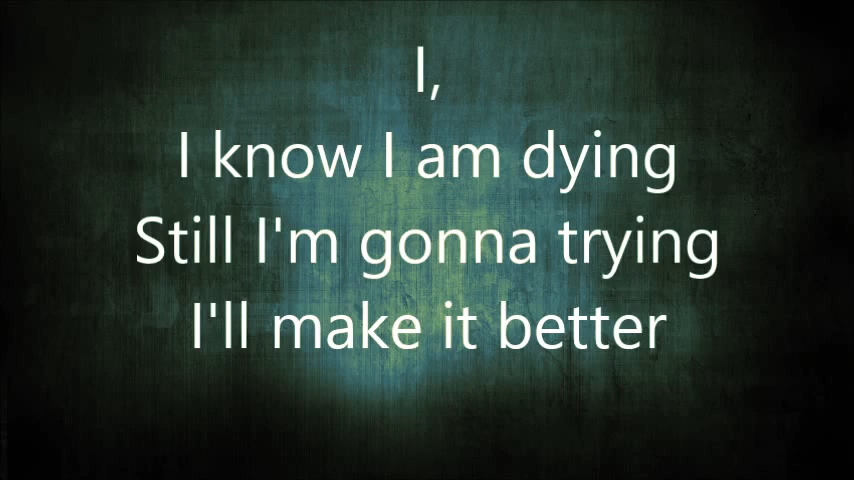 I,
I know I am dying
Still I'm gonna trying
I'll make it better